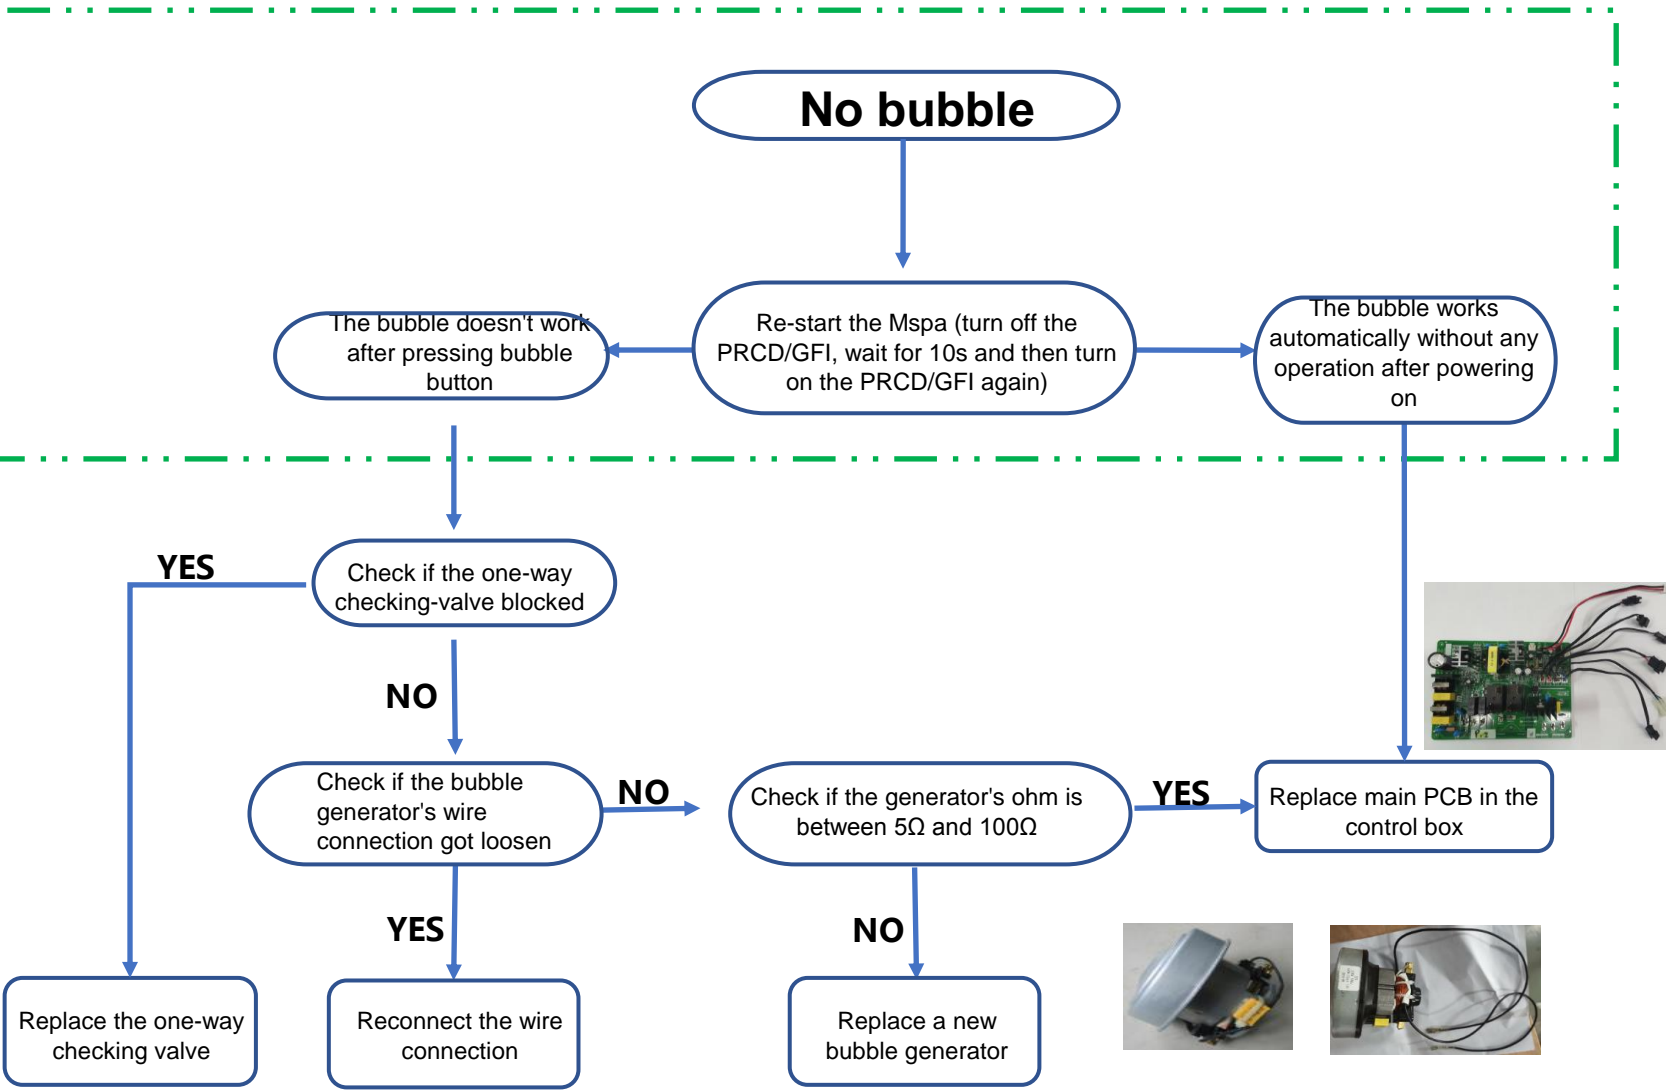 No bubble
The bubble doesn't work
after pressing bubble
button
Re-start the Mspa (turn off the
PRCD/GFI, wait for 10s and then turn
on the PRCD/GFI again)
The bubble works
automatically without any
operation after powering
on
YES
Check if the one-way
checking-valve blocked
NO
Check if the bubble
generator's wire
connection got loosen
NO
Check if the generator's ohm is
between 5Ω and 100Ω
YES
Replace main PCB in the
control box
YES
NO
Replace the one-way
checking valve
Reconnect the wire
connection
Replace a new
bubble generator